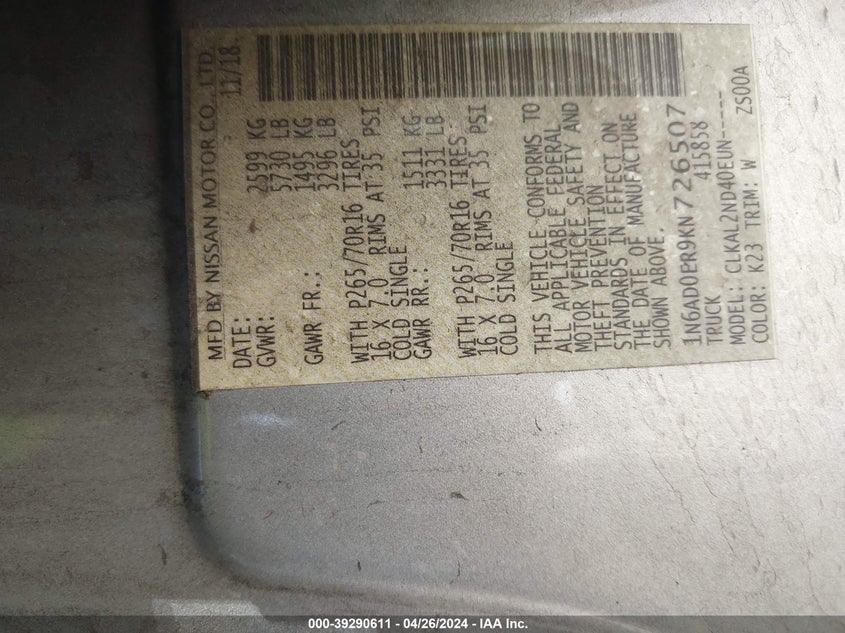 MFD BY NISSAN MOTOR CO., LTD.
DATE: 11/18
GVWR: 2599 KG
5730 LB
GAWR FR.: 1495 KG
3296 LB
WITH P265/70R16 TIRES
16 X 7.0 RIMS AT 35 PSI
COLD SINGLE
GAWR RR.: 1511 KG
3331 LB
WITH P265/70R16 TIRES
16 X 7.0 RIMS AT 35 PSI
COLD SINGLE
THIS VEHICLE CONFORMS TO
ALL APPLICABLE FEDERAL
MOTOR VEHICLE SAFETY AND
THEFT PREVENTION
STANDARDS IN EFFECT ON
THE DATE OF MANUFACTURE
SHOWN ABOVE.
1N6AD0ER9KN726507
TRUCK 415858
MODEL: CLKAL2ND40EUN-----
COLOR: K23 TRIM: W ZS00A
000-39290611 - 04/26/2024 - IAA Inc.